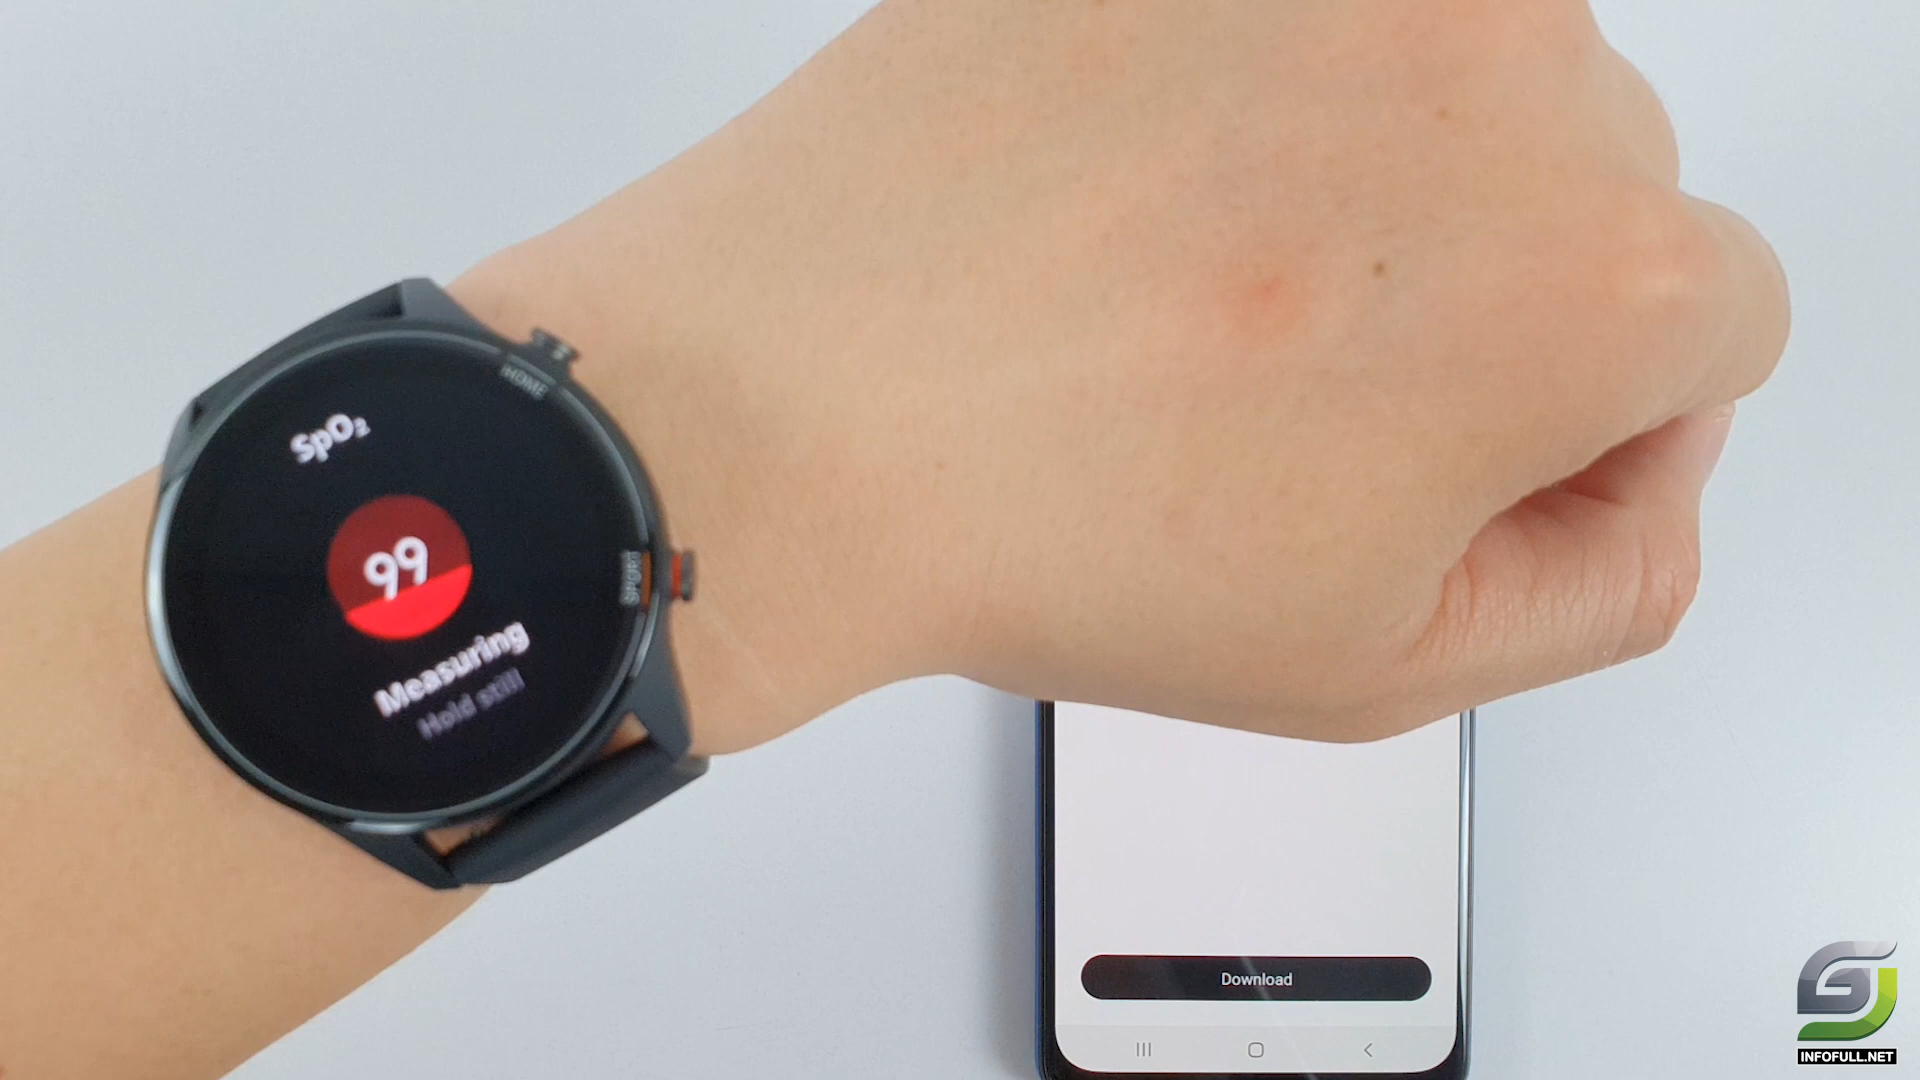 HOME
SpO₂
99
SPORT
Measuring
Hold still
Download
INFOFULL.NET